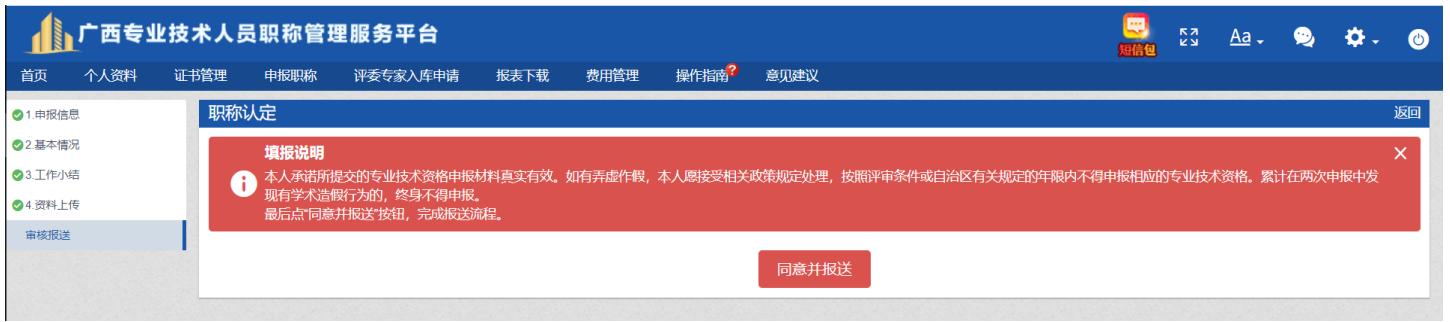 广西专业技术人员职称管理服务平台
短信包
Aa
首页 个人资料 证书管理 申报职称 评委专家入库申请 报表下载 费用管理 操作指南? 意见建议
1.申报信息
2.基本情况
3.工作小结
4.资料上传
审核报送
职称认定 返回
填报说明
本人承诺所提交的专业技术资格申报材料真实有效。如有弄虚作假，本人愿接受相关政策规定处理，按照评审条件或自治区有关规定的年限内不得申报相应的专业技术资格。累计在两次申报中发
现有学术造假行为的，终身不得申报。
最后点"同意并报送"按钮，完成报送流程。
同意并报送